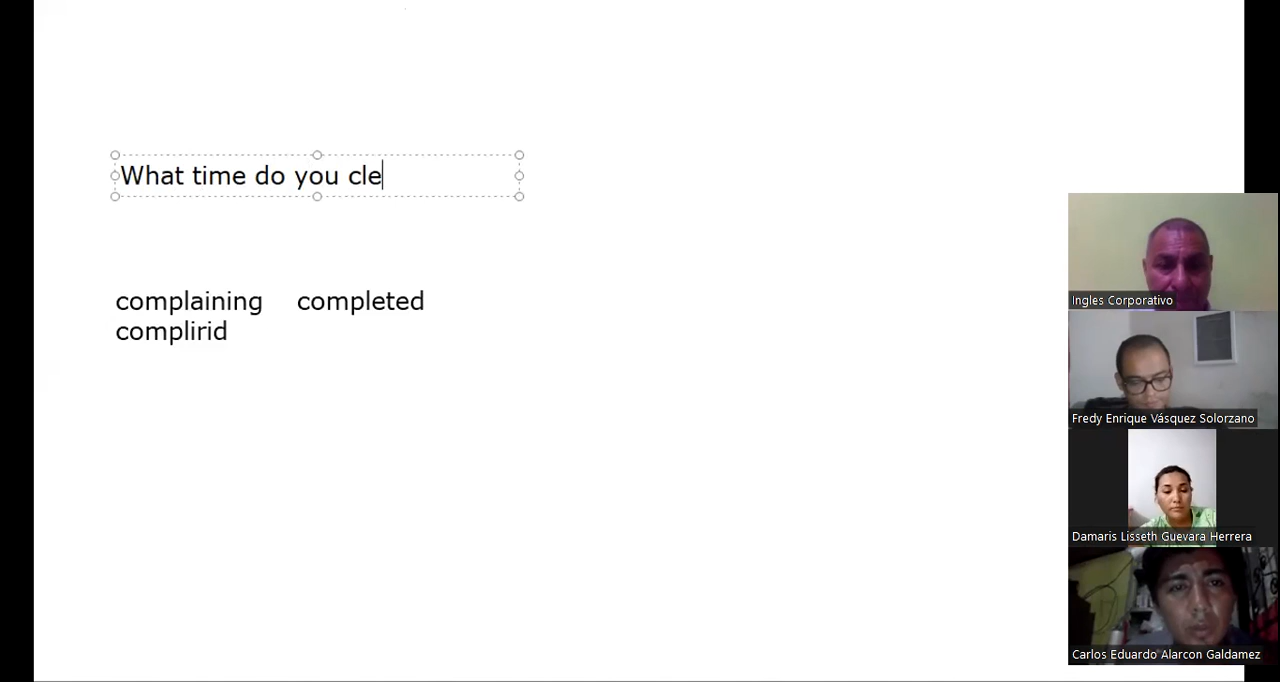 What time do you cle
complaining completed
complirid
Ingles Corporativo
Fredy Enrique Vásquez Solorzano
Damaris Lisseth Guevara Herrera
Carlos Eduardo Alarcon Galdamez